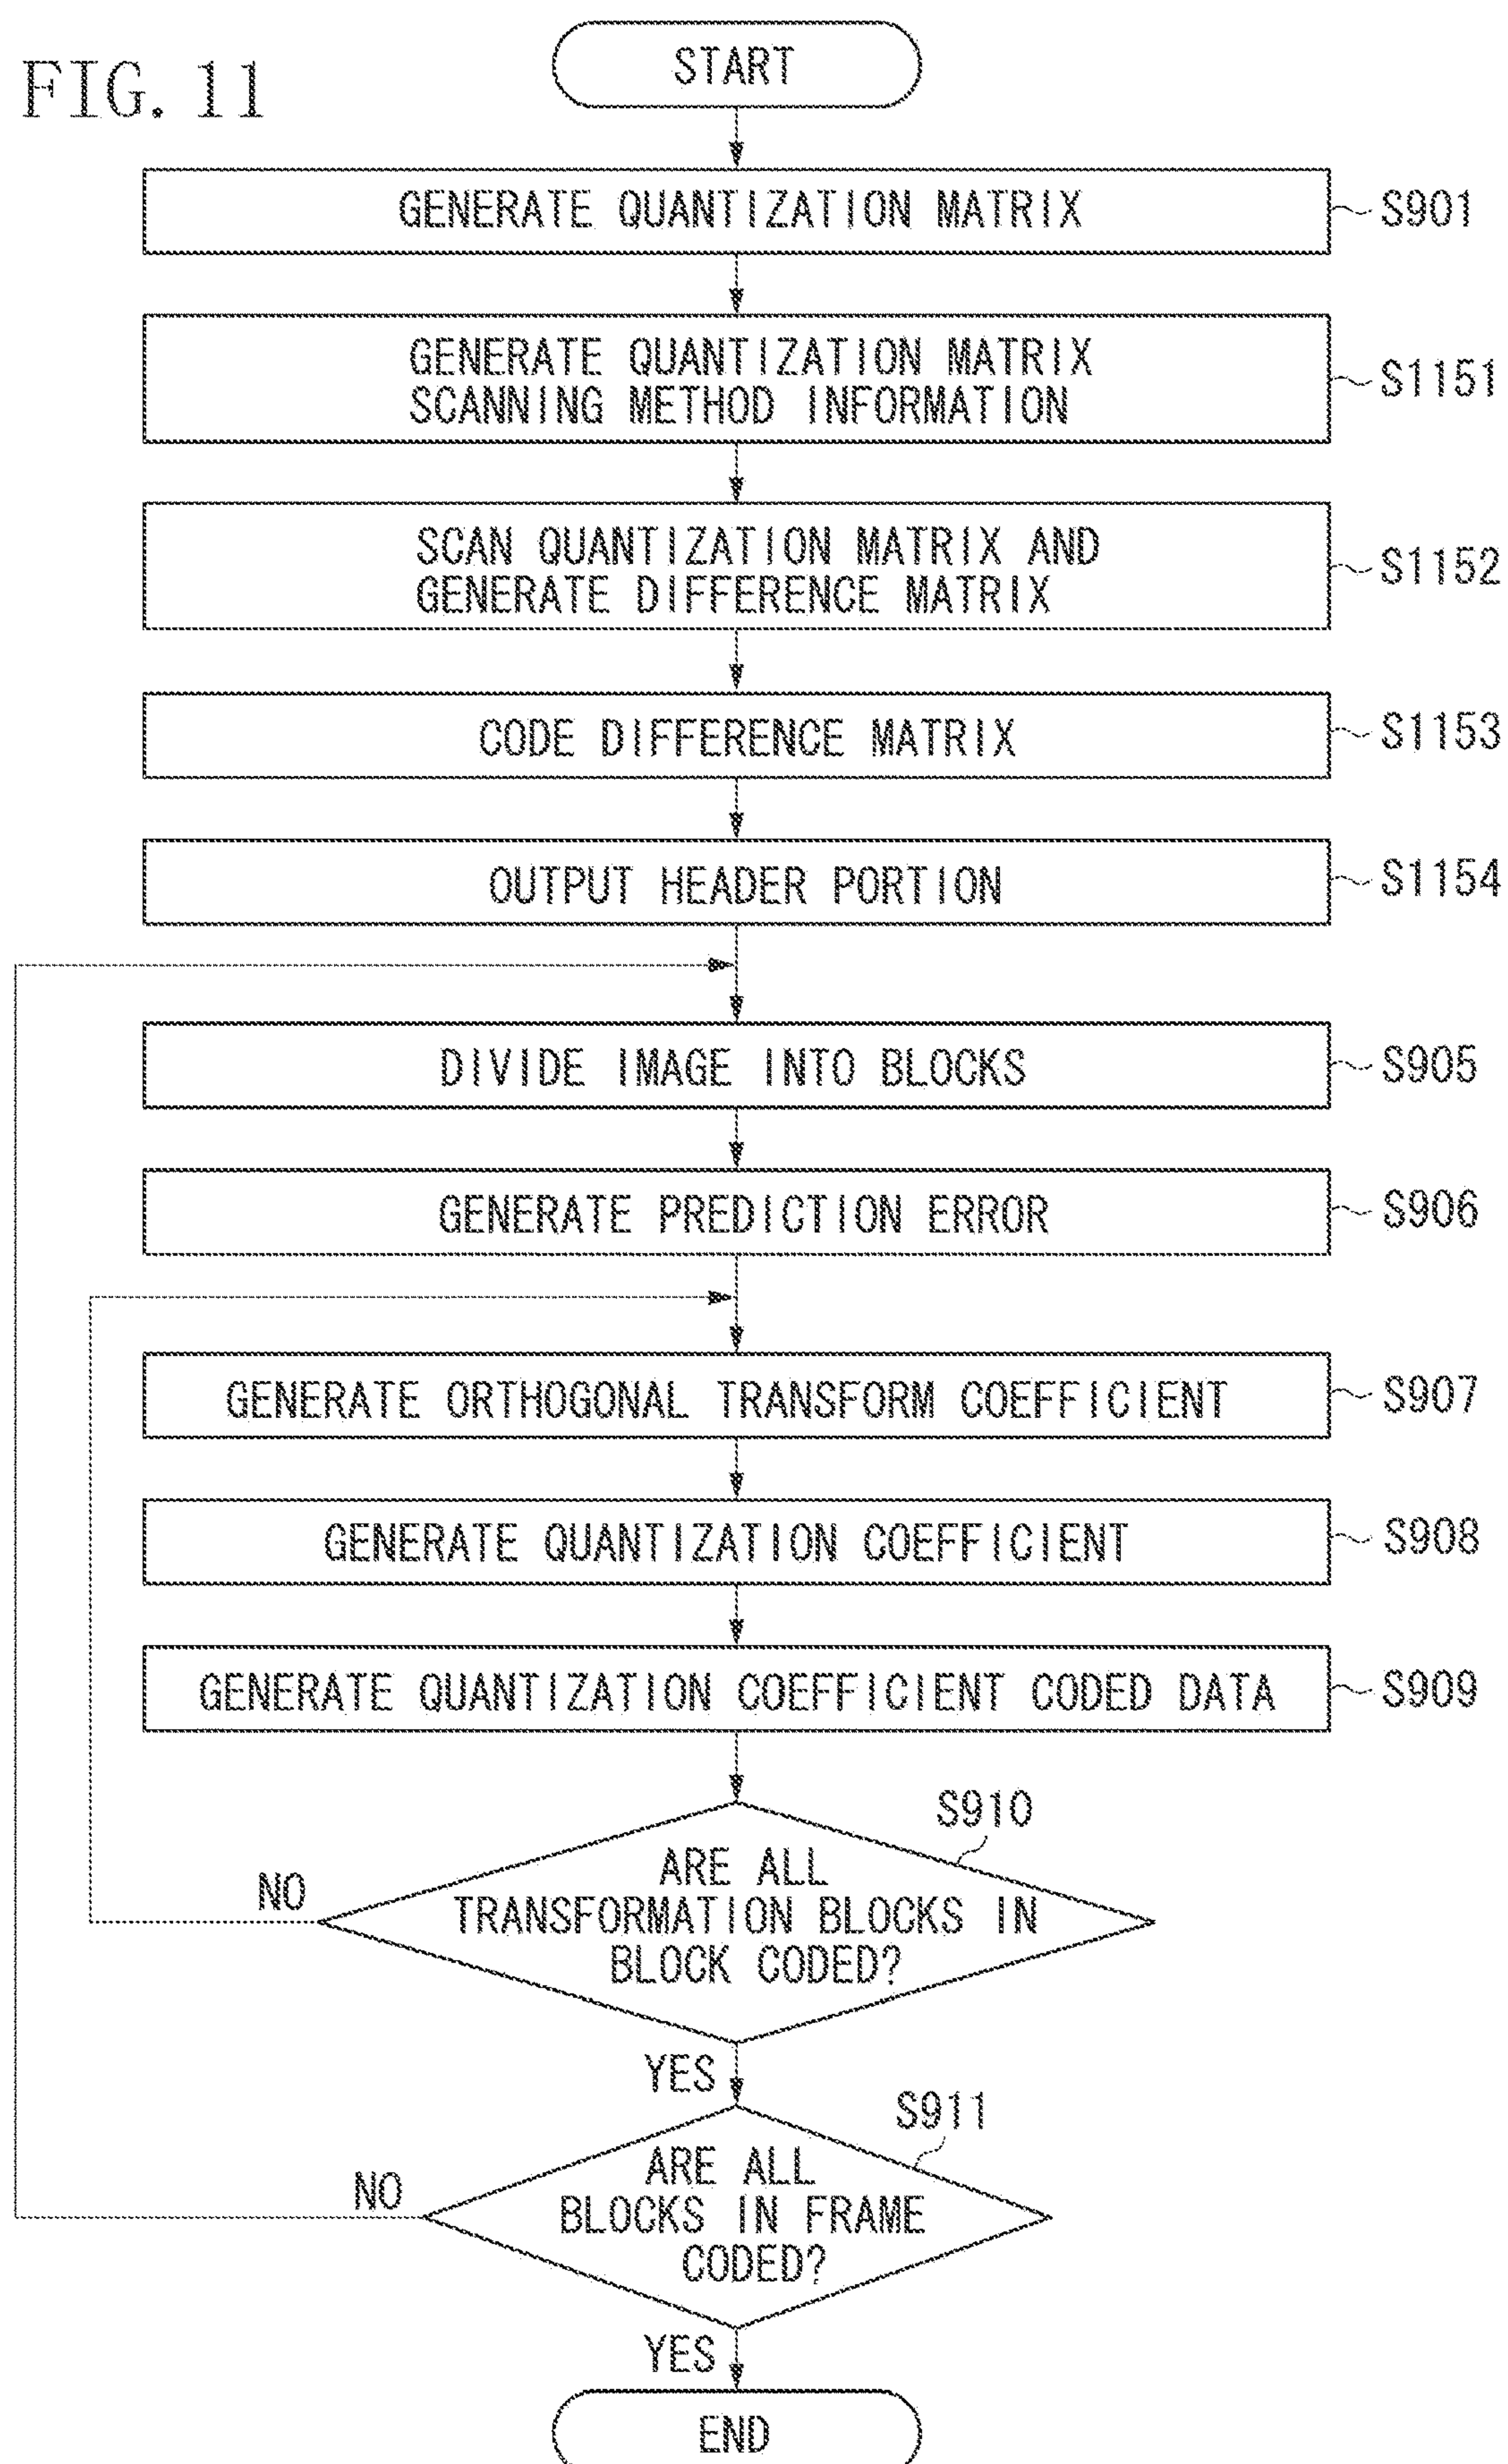 FIG. 11
START
GENERATE QUANTIZATION MATRIX
S901
GENERATE QUANTIZATION MATRIX
SCANNING METHOD INFORMATION
S1151
SCAN QUANTIZATION MATRIX AND
GENERATE DIFFERENCE MATRIX
S1152
CODE DIFFERENCE MATRIX
S1153
OUTPUT HEADER PORTION
S1154
DIVIDE IMAGE INTO BLOCKS
S905
GENERATE PREDICTION ERROR
S906
GENERATE ORTHOGONAL TRANSFORM COEFFICIENT
S907
GENERATE QUANTIZATION COEFFICIENT
S908
GENERATE QUANTIZATION COEFFICIENT CODED DATA
S909
S910
ARE ALL
TRANSFORMATION BLOCKS IN
BLOCK CODED?
NO
YES
S911
ARE ALL
BLOCKS IN FRAME
CODED?
NO
YES
END